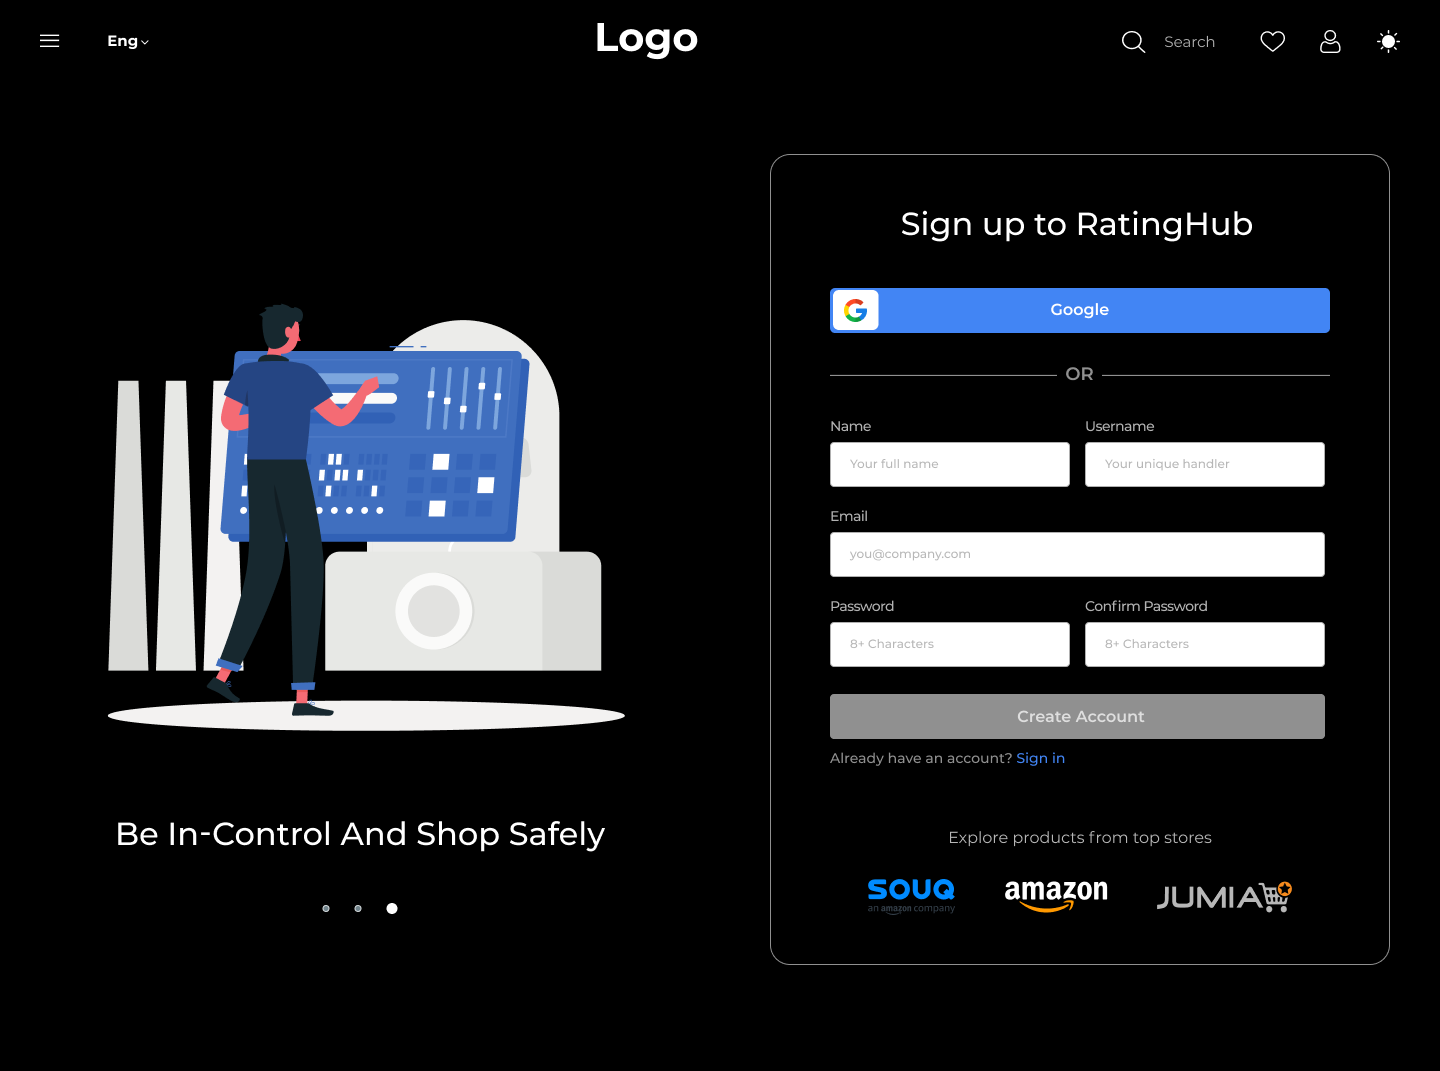 Eng
Logo
Search
Sign up to RatingHub
Google
OR
Name
Username
Your full name
Your unique handler
Email
you@company.com
Password
Confirm Password
8+ Characters
8+ Characters
Create Account
Already have an account? Sign in
Be In-Control And Shop Safely
Explore products from top stores
SOUQ
an amazon company
amazon
JUMIA